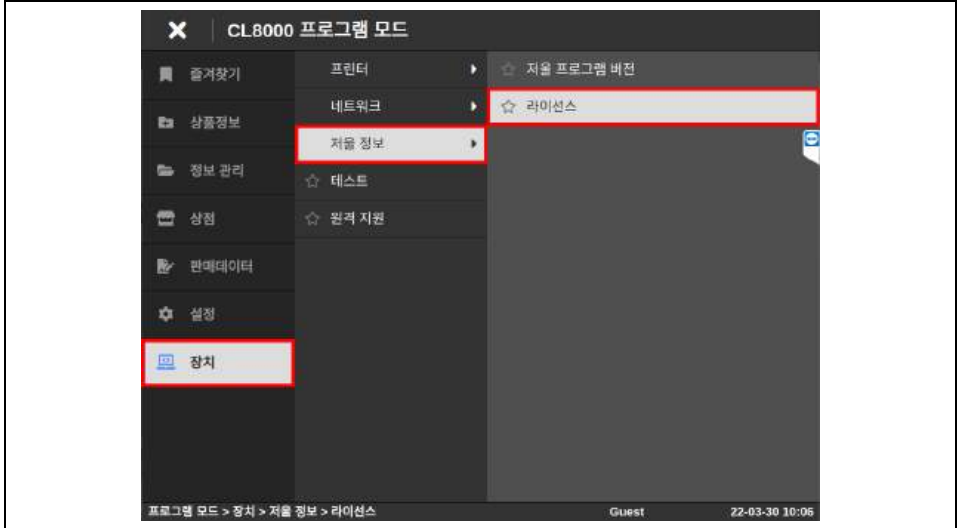 CL8000 프로그램 모드
즐겨찾기
상품정보
정보 관리
상점
판매데이터
설정
장치
프린터
네트워크
저울 정보
테스트
원격 지원
저울 프로그램 버전
라이선스
프로그램 모드 > 장치 > 저울 정보 > 라이선스
Guest
22-03-30 10:06